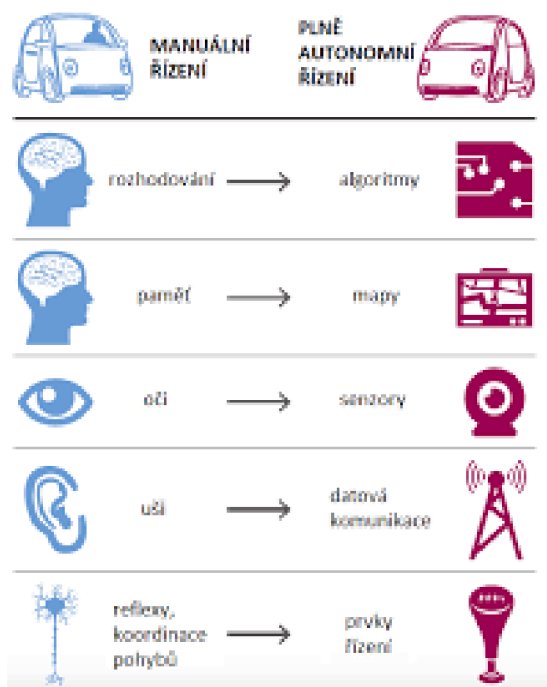 MANUÁLNÍ
ŘÍZENÍ
PLNĚ
AUTONOMNÍ
ŘÍZENÍ
rozhodování
algoritmy
paměť
mapy
oči
senzory
uši
datová
komunikace
reflexy,
koordinace
pohybů
prvky
řízení